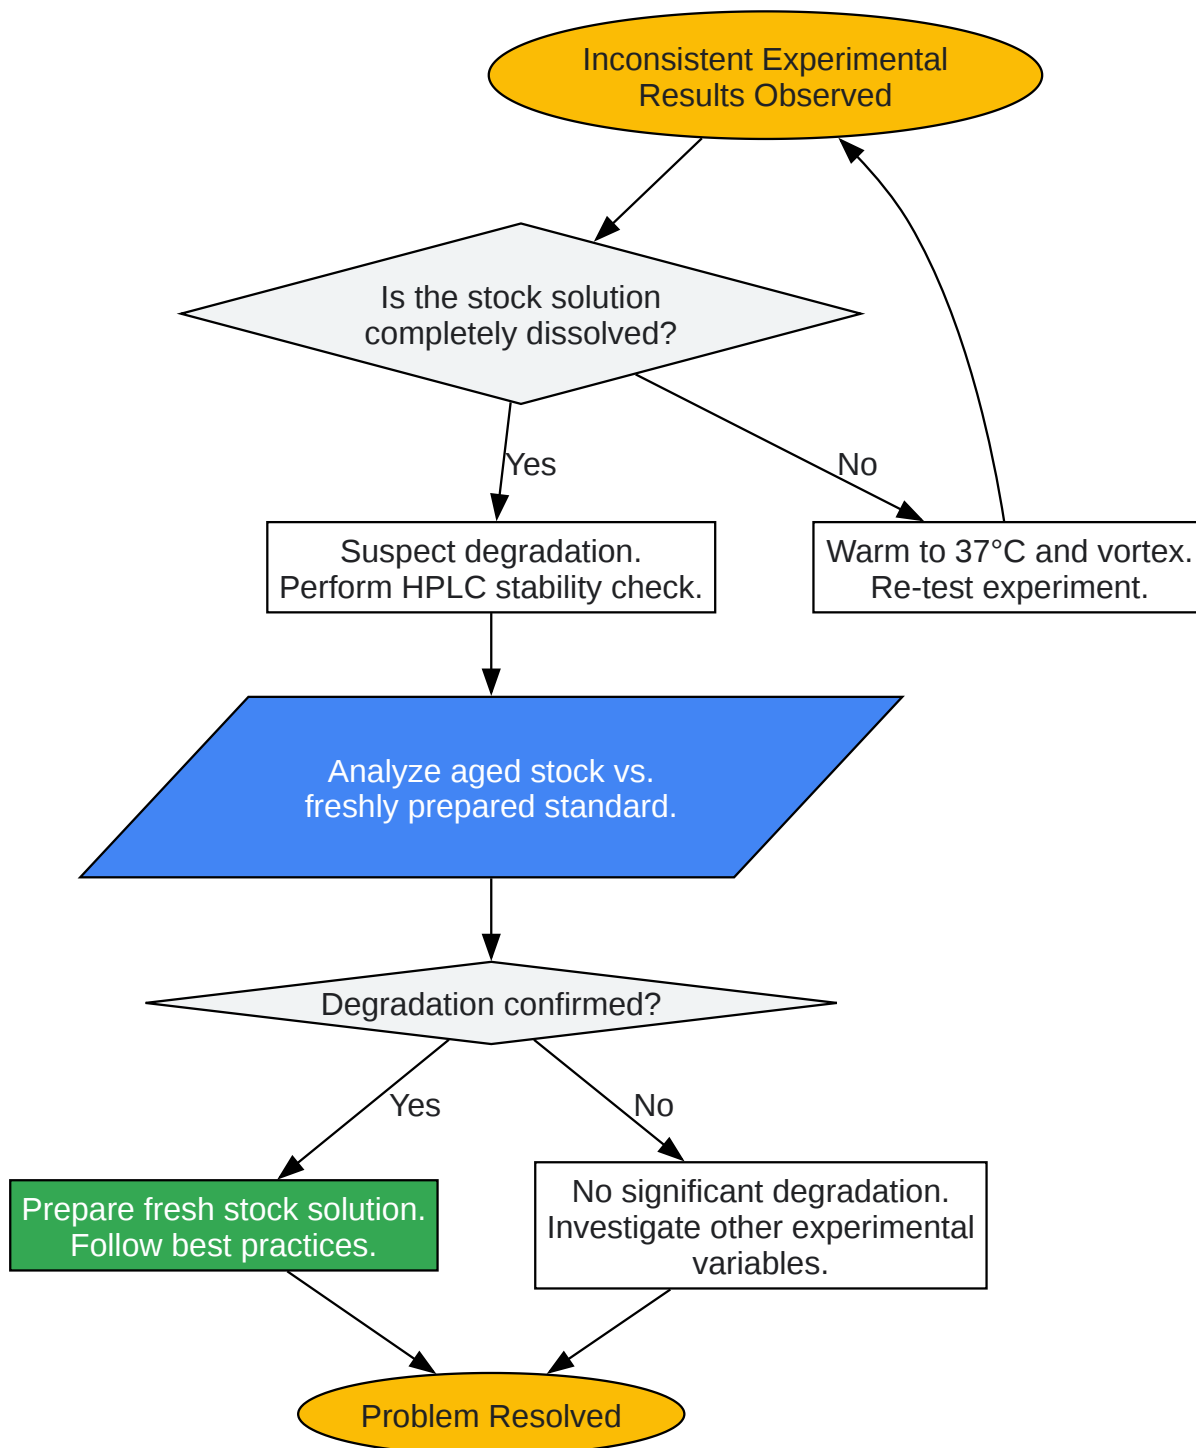 Inconsistent Experimental
Results Observed
Is the stock solution
completely dissolved?
Yes
No
Suspect degradation.
Perform HPLC stability check.
Warm to 37°C and vortex.
Re-test experiment.
Analyze aged stock vs.
freshly prepared standard.
Degradation confirmed?
Yes
No
Prepare fresh stock solution.
Follow best practices.
No significant degradation.
Investigate other experimental
variables.
Problem Resolved